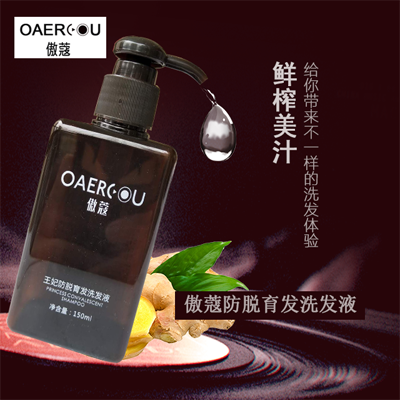 OAERCOU
傲蔻
鲜榨美汁
给你带来不一样的洗发体验
OAERCOU
傲蔻
王妃防脱育发洗发液
PRINCESS CONVALESCENT
SHAMPOO
净含量：150ml
傲蔻防脱育发洗发液